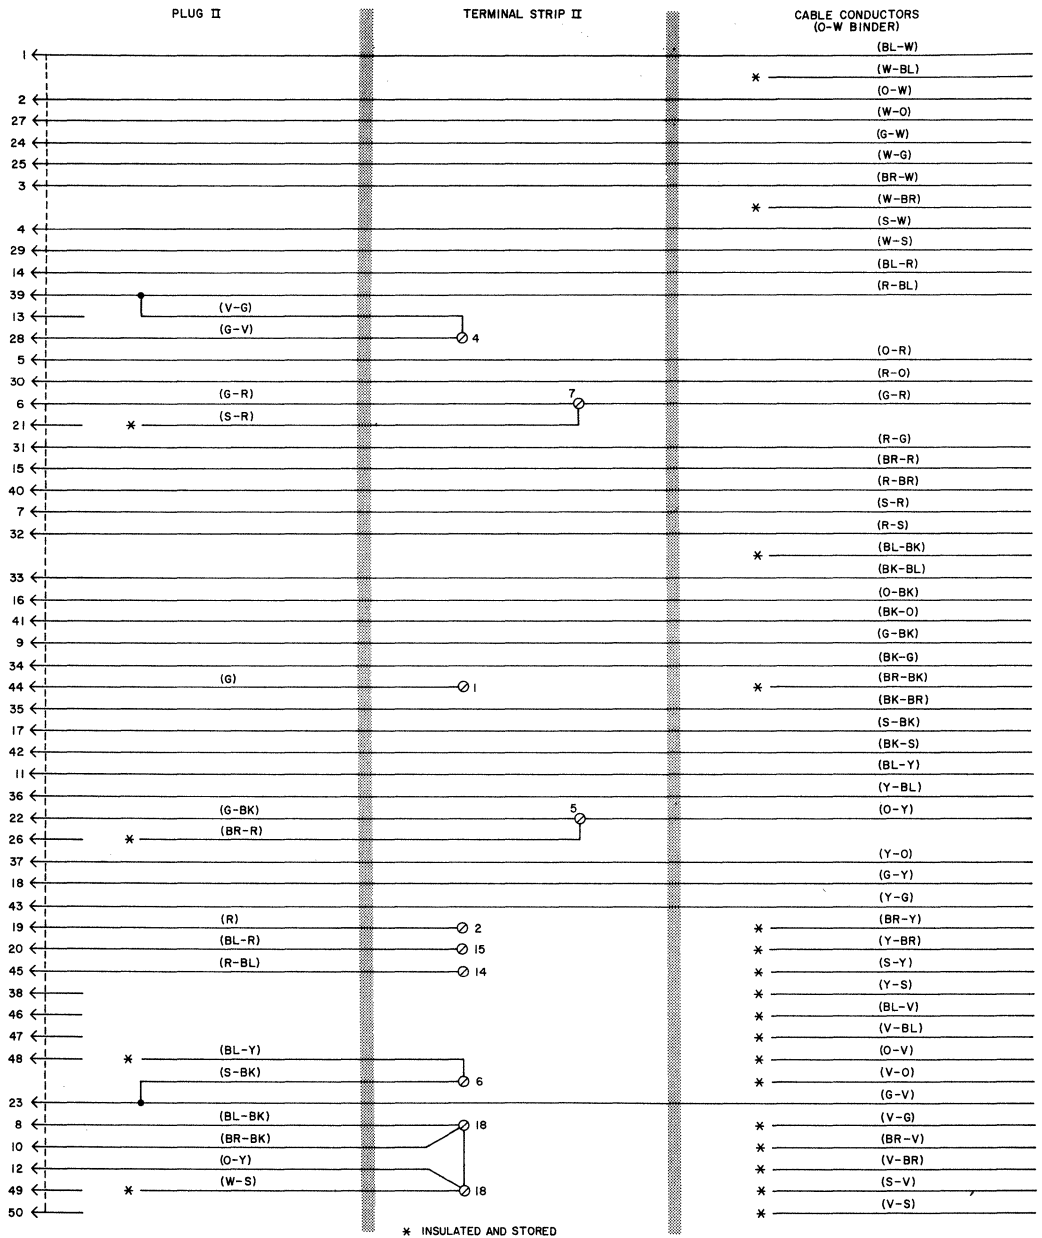 PLUG II TERMINAL STRIP II CABLE CONDUCTORS
(O-W BINDER)
1 (BL-W)
* (W-BL)
2 (O-W)
27 (W-O)
24 (G-W)
25 (W-G)
3 (BR-W)
* (W-BR)
4 (S-W)
29 (W-S)
14 (BL-R)
39 (R-BL)
13 (V-G)
28 (G-V) 4
5 (O-R)
30 (R-O)
6 (G-R) 7 (G-R)
21 * (S-R)
31 (R-G)
15 (BR-R)
40 (R-BR)
7 (S-R)
32 (R-S)
* (BL-BK)
33 (BK-BL)
16 (O-BK)
41 (BK-O)
9 (G-BK)
34 (BK-G)
44 (G) 1 * (BR-BK)
35 (BK-BR)
17 (S-BK)
42 (BK-S)
11 (BL-Y)
36 (Y-BL)
22 (G-BK) 5 (O-Y)
26 * (BR-R)
37 (Y-O)
18 (G-Y)
43 (Y-G)
19 (R) 2 * (BR-Y)
20 (BL-R) 15 * (Y-BR)
45 (R-BL) 14 * (S-Y)
38 * (Y-S)
46 * (BL-V)
47 * (V-BL)
48 * (BL-Y) * (O-V)
(S-BK) 6 * (V-O)
23 (G-V)
8 (BL-BK) 18 * (V-G)
10 (BR-BK) * (BR-V)
12 (O-Y) * (V-BR)
49 * (W-S) 18 * (S-V)
50 * (V-S)
* INSULATED AND STORED